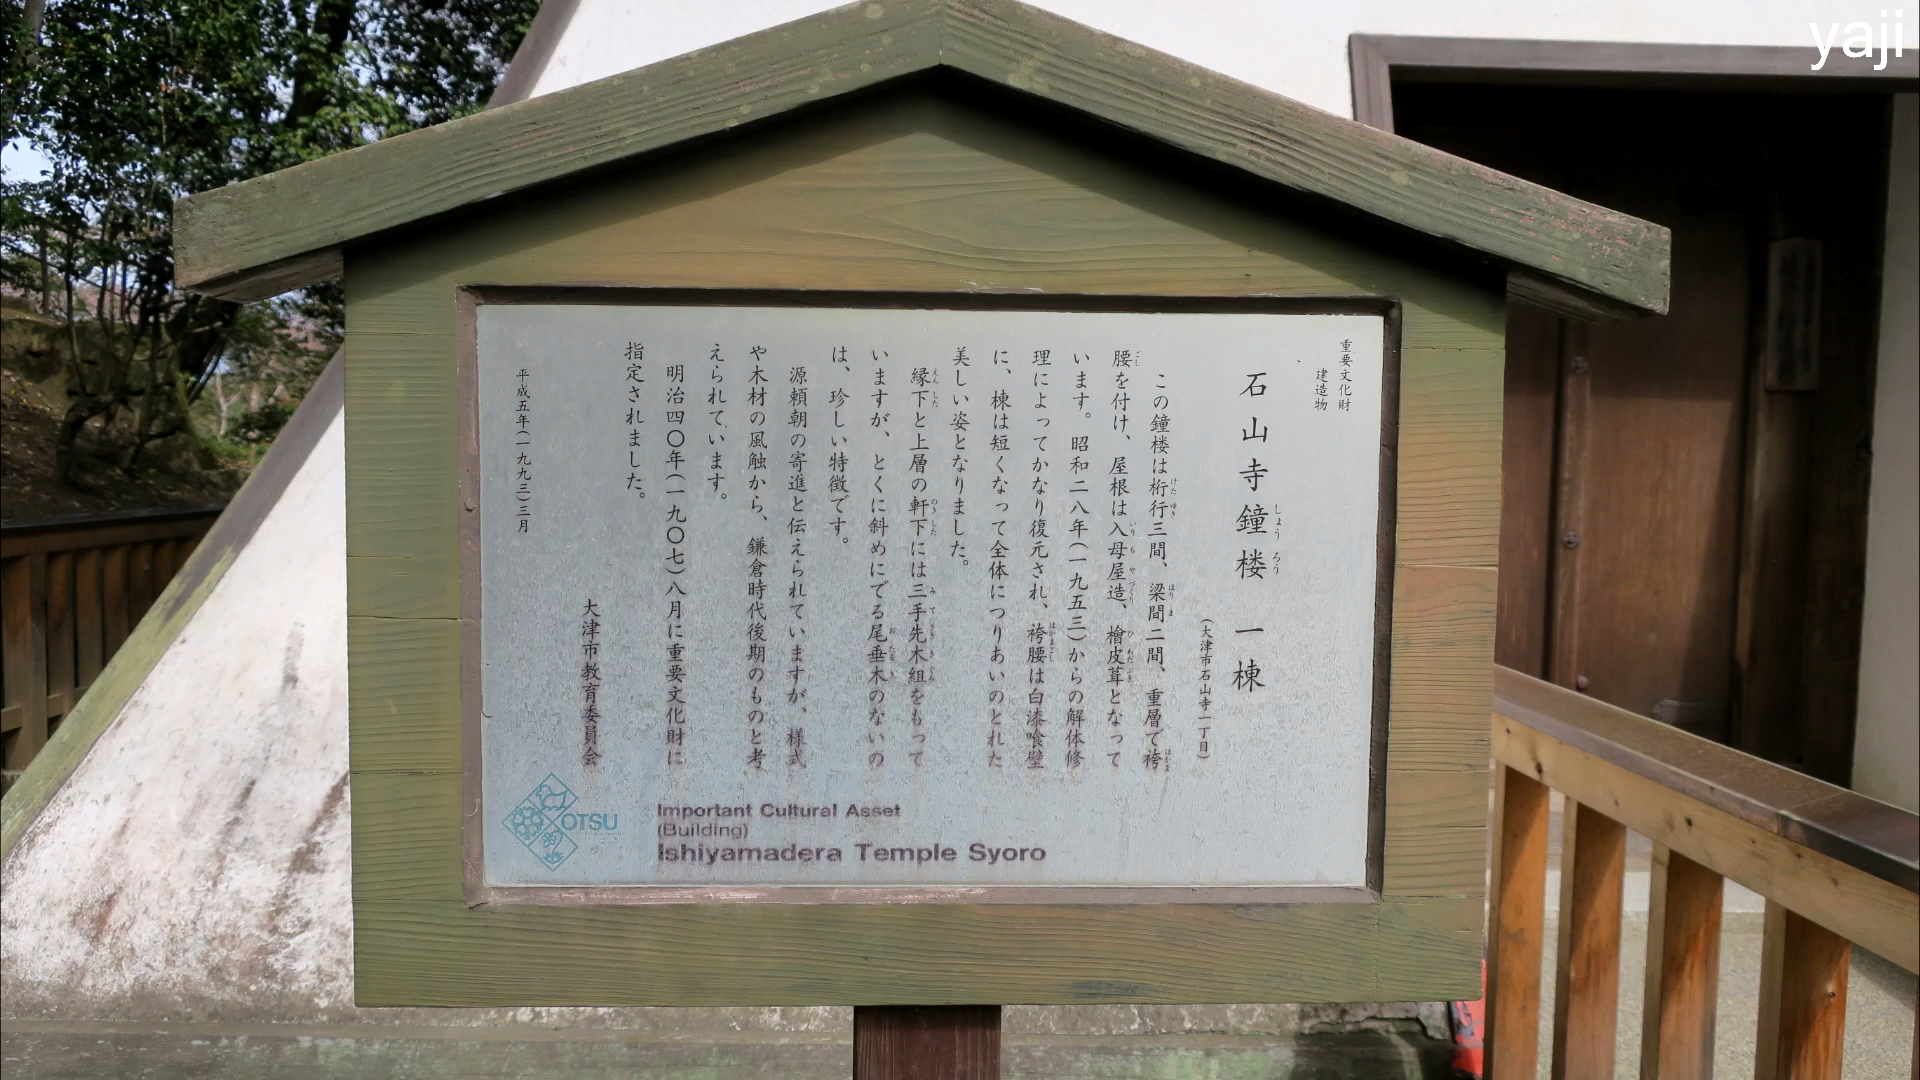 重要文化財
建造物
石山寺鐘楼 一棟
しょうろう
(大津市石山寺一丁目)
この鐘楼は桁行三間、梁間二間、重層で袴
腰を付け、屋根は入母屋造、檜皮葺となって
います。昭和二八年(一九五三)からの解体修
理によってかなり復元され、袴腰は白漆喰壁
に、棟は短くなって全体につりあいのとれた
美しい姿となりました。
縁下と上層の軒下には三手先木組をもって
いますが、とくに斜めにでる尾垂木のないの
は、珍しい特徴です。
源頼朝の寄進と伝えられていますが、様式
や木材の風触から、鎌倉時代後期のものと考
えられています。
明治四〇年(一九〇七)八月に重要文化財に
指定されました。
大津市教育委員会
平成五年(一九九三)三月
OTSU
Important Cultural Asset
(Building)
Ishiyamadera Temple Syoro
yaji